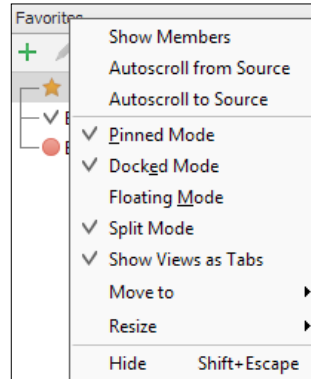 Favorites
Show Members
Autoscroll from Source
Autoscroll to Source
Pinned Mode
Docked Mode
Floating Mode
Split Mode
Show Views as Tabs
Move to
Resize
Hide Shift+Escape